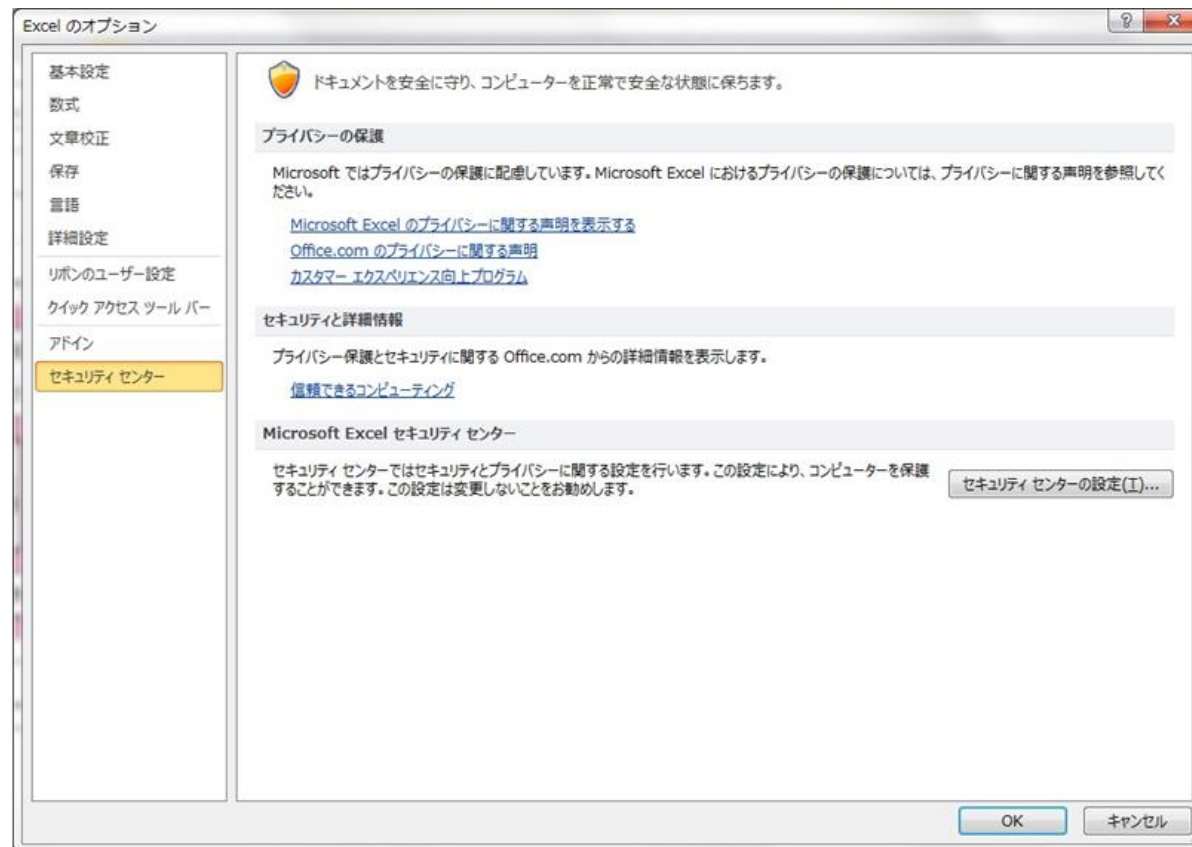 Excel のオプション
基本設定
数式
文章校正
保存
言語
詳細設定
リボンのユーザー設定
クイック アクセス ツール バー
アドイン
セキュリティ センター
ドキュメントを安全に守り、コンピューターを正常で安全な状態に保ちます。
プライバシーの保護
Microsoft ではプライバシーの保護に配慮しています。Microsoft Excel におけるプライバシーの保護については、プライバシーに関する声明を参照してく
ださい。
Microsoft Excel のプライバシーに関する声明を表示する
Office.com のプライバシーに関する声明
カスタマー エクスペリエンス向上プログラム
セキュリティと詳細情報
プライバシー保護とセキュリティに関する Office.com からの詳細情報を表示します。
信頼できるコンピューティング
Microsoft Excel セキュリティ センター
セキュリティ センターではセキュリティとプライバシーに関する設定を行います。この設定により、コンピューターを保護
することができます。この設定は変更しないことをお勧めします。
セキュリティ センターの設定(T)...
OK
キャンセル